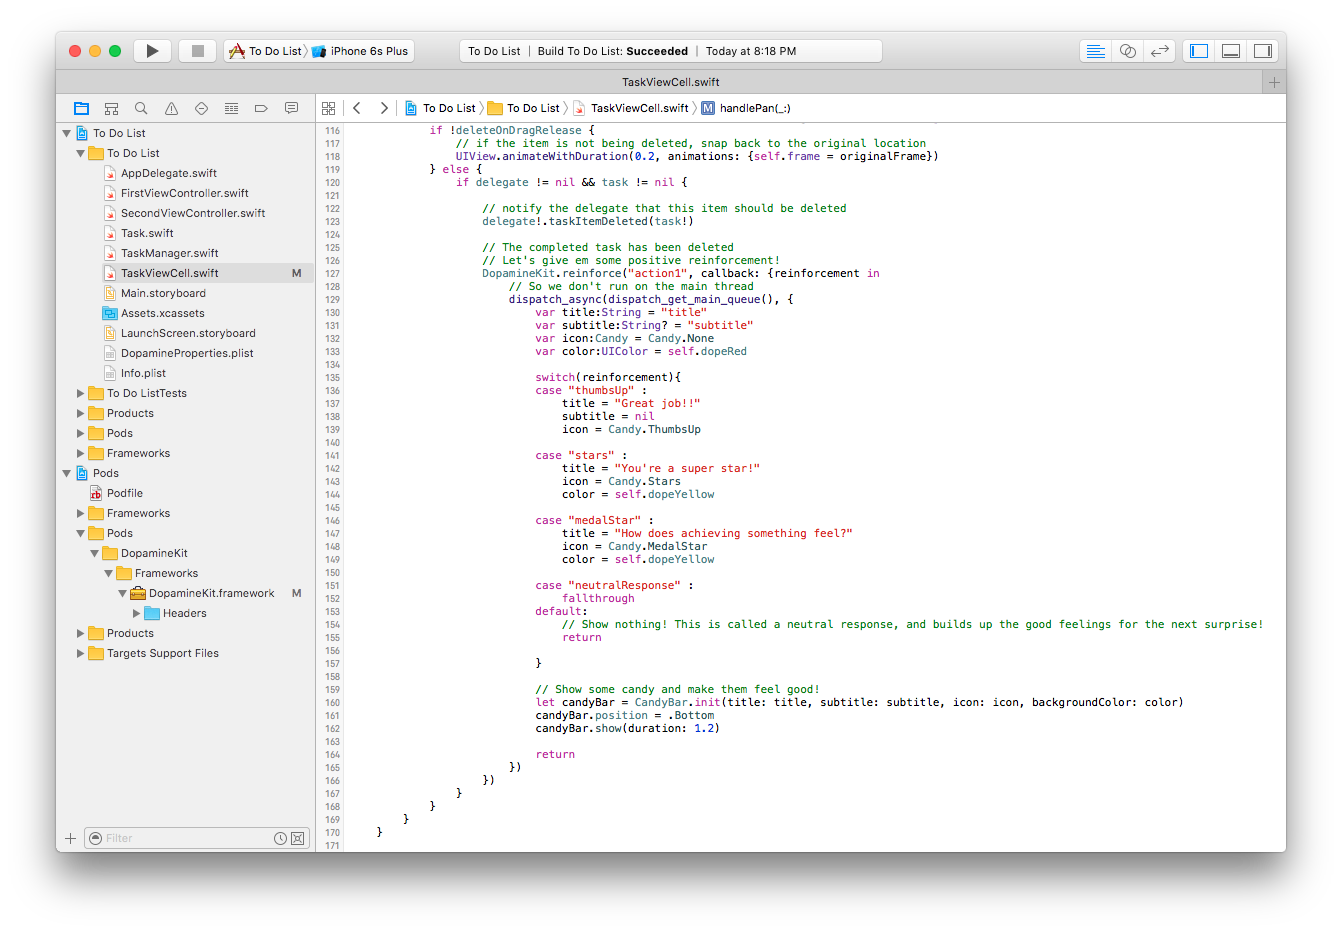 To Do List iPhone 6s Plus
To Do List | Build To Do List: Succeeded | Today at 8:18 PM
TaskViewCell.swift
To Do List To Do List TaskViewCell.swift M handlePan(_:)
To Do List
To Do List
AppDelegate.swift
FirstViewController.swift
SecondViewController.swift
Task.swift
TaskManager.swift
TaskViewCell.swift M
Main.storyboard
Assets.xcassets
LaunchScreen.storyboard
DopamineProperties.plist
Info.plist
To Do ListTests
Products
Pods
Frameworks
Pods
rb Podfile
Frameworks
Pods
DopamineKit
Frameworks
DopamineKit.framework M
Headers
Products
Targets Support Files
Filter
116 if !deleteOnDragRelease {
117 // if the item is not being deleted, snap back to the original location
118 UIView.animateWithDuration(0.2, animations: {self.frame = originalFrame})
119 } else {
120 if delegate != nil && task != nil {
121
122 // notify the delegate that this item should be deleted
123 delegate!.taskItemDeleted(task!)
124
125 // The completed task has been deleted
126 // Let's give em some positive reinforcement!
127 DopamineKit.reinforce("action1", callback: {reinforcement in
128 // So we don't run on the main thread
129 dispatch_async(dispatch_get_main_queue(), {
130 var title:String = "title"
131 var subtitle:String? = "subtitle"
132 var icon:Candy = Candy.None
133 var color:UIColor = self.dopeRed
134
135 switch(reinforcement){
136 case "thumbsUp" :
137 title = "Great job!!"
138 subtitle = nil
139 icon = Candy.ThumbsUp
140
141 case "stars" :
142 title = "You're a super star!"
143 icon = Candy.Stars
144 color = self.dopeYellow
145
146 case "medalStar" :
147 title = "How does achieving something feel?"
148 icon = Candy.MedalStar
149 color = self.dopeYellow
150
151 case "neutralResponse" :
152 fallthrough
153 default:
154 // Show nothing! This is called a neutral response, and builds up the good feelings for the next surprise!
155 return
156
157 }
158
159 // Show some candy and make them feel good!
160 let candyBar = CandyBar.init(title: title, subtitle: subtitle, icon: icon, backgroundColor: color)
161 candyBar.position = .Bottom
162 candyBar.show(duration: 1.2)
163
164 return
165 })
166 })
167 }
168 }
169 }
170 }
171